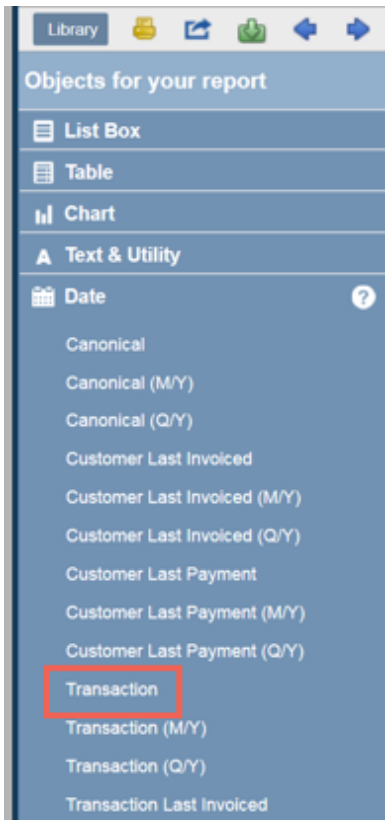 Library
Objects for your report
List Box
Table
Chart
A Text & Utility
Date ?
Canonical
Canonical (M/Y)
Canonical (Q/Y)
Customer Last Invoiced
Customer Last Invoiced (M/Y)
Customer Last Invoiced (Q/Y)
Customer Last Payment
Customer Last Payment (M/Y)
Customer Last Payment (Q/Y)
Transaction
Transaction (M/Y)
Transaction (Q/Y)
Transaction Last Invoiced